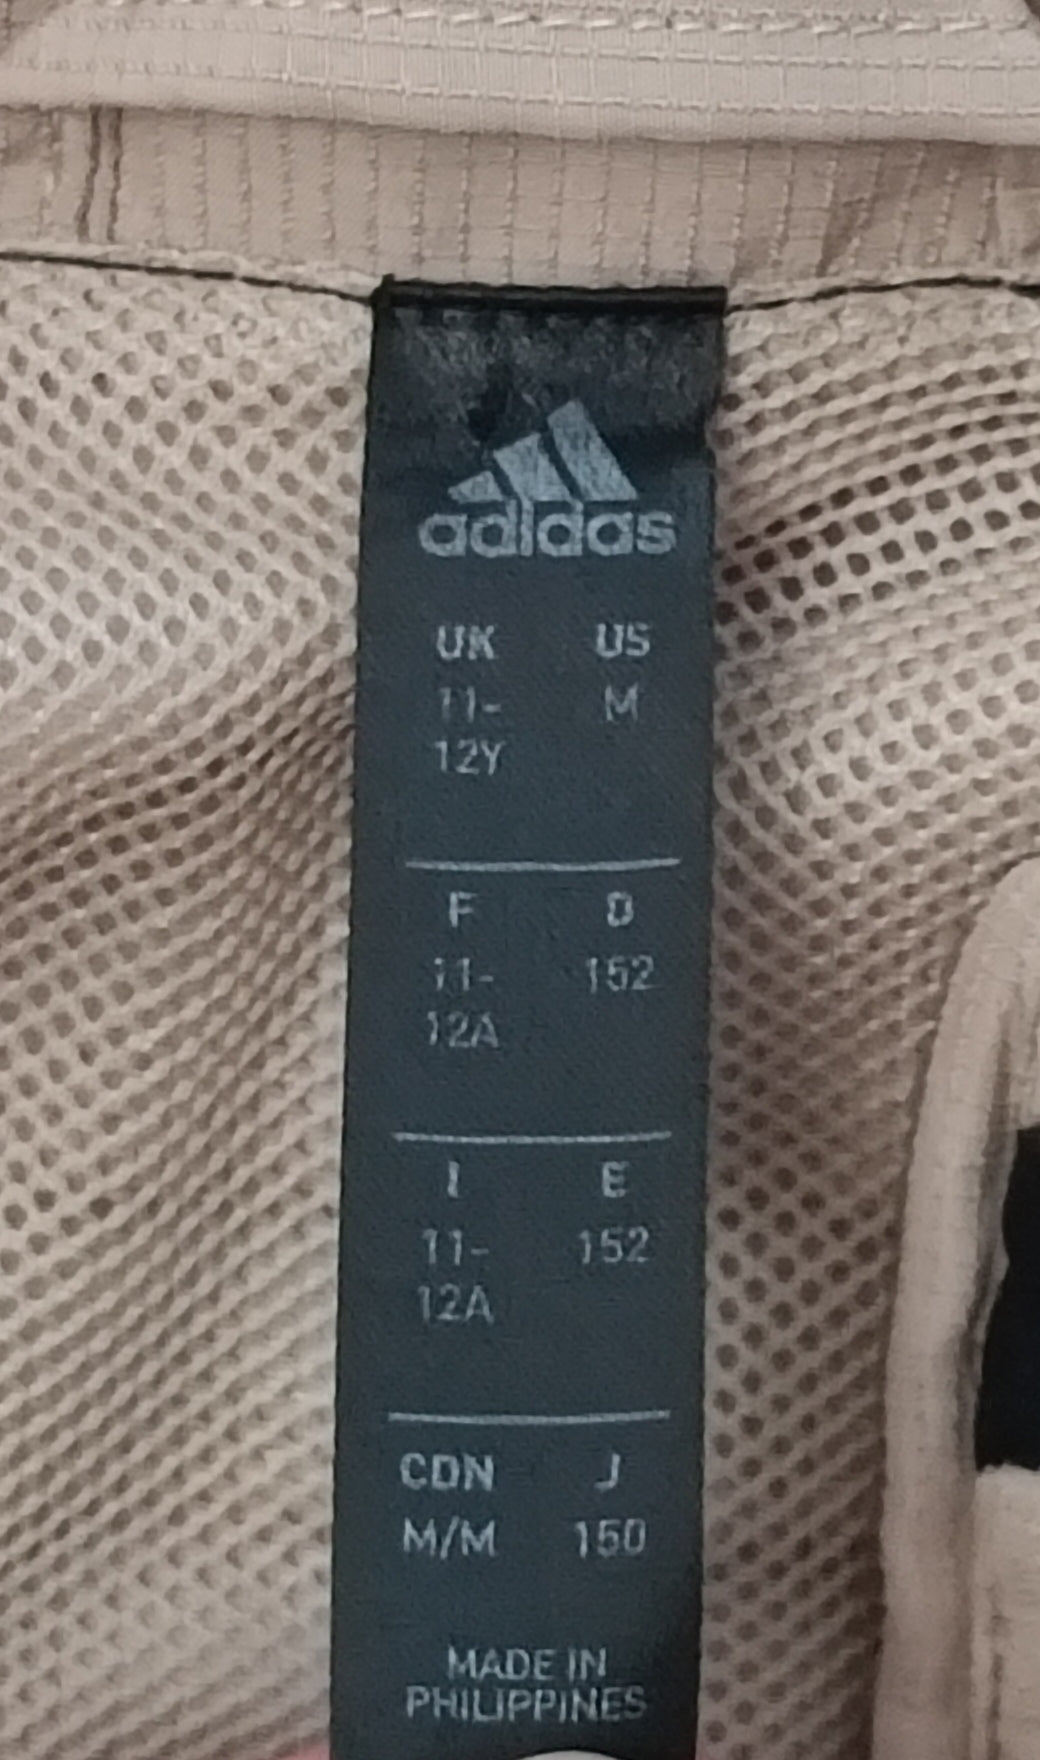 adidas
UK US
11- M
12Y
F D
11- 152
12A
I E
11- 152
12A
CDN J
M/M 150
MADE IN
PHILIPPINES